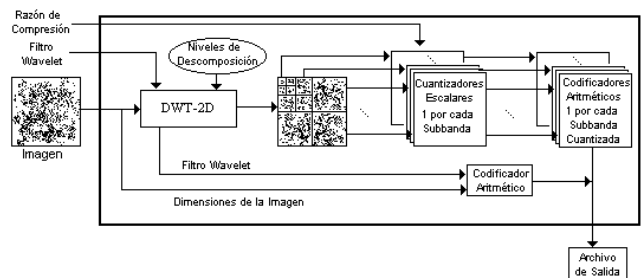 Razón de
Compresión
Filtro
Wavelet
Niveles de
Descomposición
Imagen
DWT-2D
Cuantizadores
Escalares
1 por cada
Subbanda
Codificadores
Aritméticos
1 por cada
Subbanda
Cuantizada
Filtro Wavelet
Codificador
Aritmético
Dimensiones de la Imagen
Archivo
de Salida